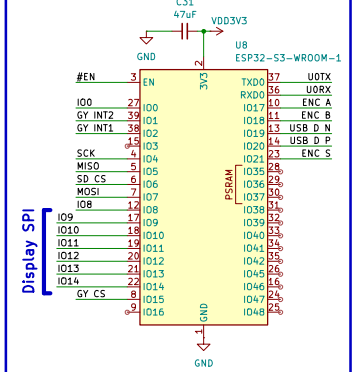 C31
47uF
VDD3V3
GND
U8
ESP32-S3-WROOM-1
2
3V3
#EN 3 EN TXD0 37 U0TX
RXD0 36 U0RX
IO0 27 IO0 IO17 10 ENC A
GY INT2 39 IO1 IO18 11 ENC B
GY INT1 38 IO2 IO19 13 USB D N
15 IO3 IO20 14 USB D P
SCK 4 IO4 IO21 23 ENC S
MISO 5 IO5 IO35 28
SD CS 6 IO6 IO36 29
MOSI 7 IO7 IO37 30
PSRAM
IO8 12 IO8 IO38 31
IO9 17 IO9 IO39 32
IO10 18 IO10 IO40 33
IO11 19 IO11 IO41 34
IO12 20 IO12 IO42 35
IO13 21 IO13 IO45 26
IO14 22 IO14 IO46 16
GY CS 8 IO15 IO47 24
9 IO16 IO48 25
Display SPI
GND
1
GND